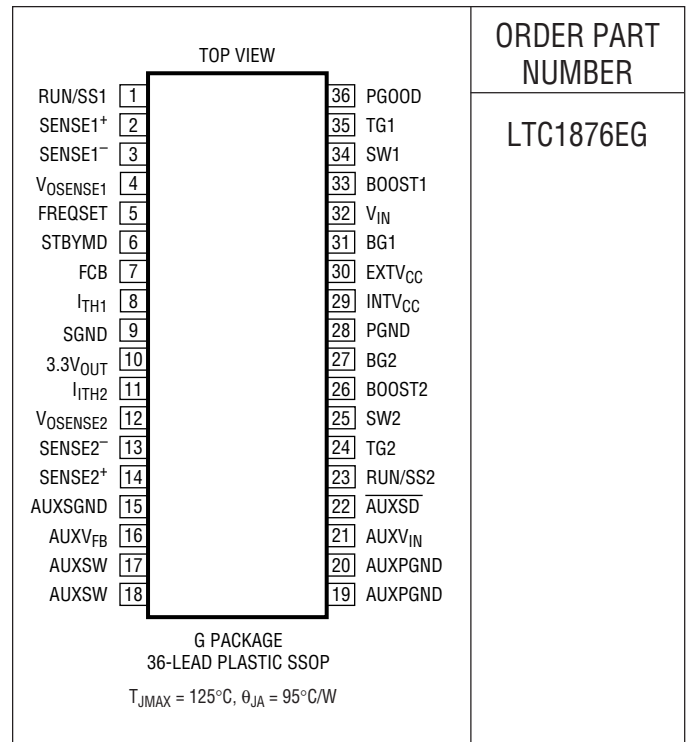 TOP VIEW
RUN/SS1 1
SENSE1+ 2
SENSE1– 3
VOSENSE1 4
FREQSET 5
STBYMD 6
FCB 7
ITH1 8
SGND 9
3.3VOUT 10
IITH2 11
VOSENSE2 12
SENSE2– 13
SENSE2+ 14
AUXSGND 15
AUXVFB 16
AUXSW 17
AUXSW 18
36 PGOOD
35 TG1
34 SW1
33 BOOST1
32 VIN
31 BG1
30 EXTVCC
29 INTVCC
28 PGND
27 BG2
26 BOOST2
25 SW2
24 TG2
23 RUN/SS2
22 AUXSD
21 AUXVIN
20 AUXPGND
19 AUXPGND
G PACKAGE
36-LEAD PLASTIC SSOP
TJMAX = 125°C, θJA = 95°C/W
ORDER PART
NUMBER
LTC1876EG